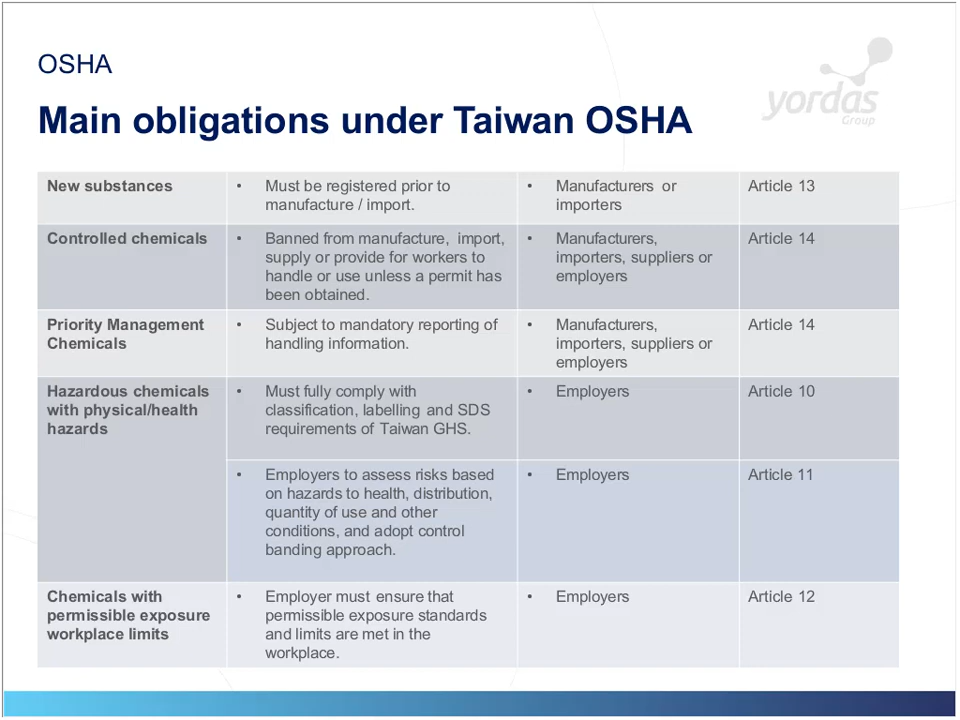 OSHA
yordas
Group
Main obligations under Taiwan OSHA
New substances
• Must be registered prior to
manufacture / import.
• Manufacturers or
importers
Article 13
Controlled chemicals
• Banned from manufacture, import,
supply or provide for workers to
handle or use unless a permit has
been obtained.
• Manufacturers,
importers, suppliers or
employers
Article 14
Priority Management
Chemicals
• Subject to mandatory reporting of
handling information.
• Manufacturers,
importers, suppliers or
employers
Article 14
Hazardous chemicals
with physical/health
hazards
• Must fully comply with
classification, labelling and SDS
requirements of Taiwan GHS.
• Employers
Article 10
• Employers to assess risks based
on hazards to health, distribution,
quantity of use and other
conditions, and adopt control
banding approach.
• Employers
Article 11
Chemicals with
permissible exposure
workplace limits
• Employer must ensure that
permissible exposure standards
and limits are met in the
workplace.
• Employers
Article 12